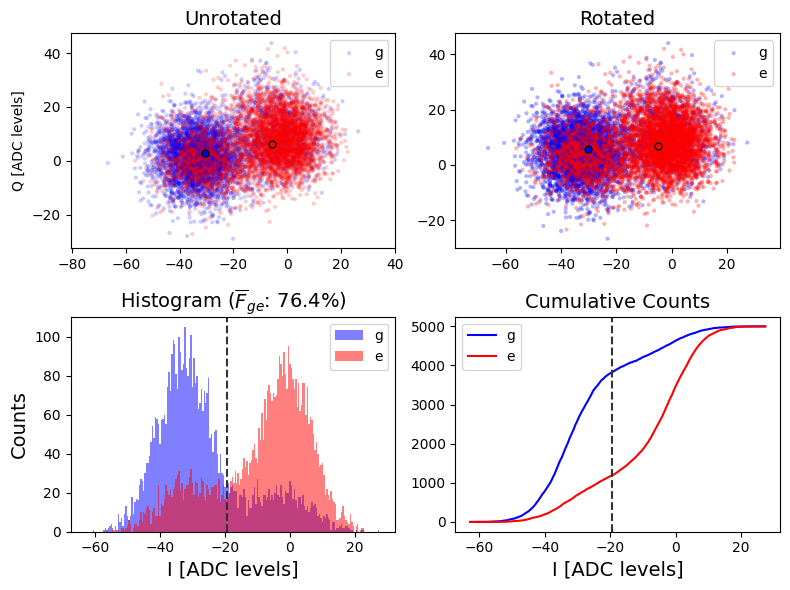 Unrotated
g
e
40
20
0
−20
Q [ADC levels]
−80 −60 −40 −20 0 20 40
Rotated
g
e
40
20
0
−20
−60 −40 −20 0 20
Histogram (F̅ge: 76.4%)
g
e
100
80
60
40
20
0
Counts
−60 −40 −20 0 20
I [ADC levels]
Cumulative Counts
g
e
5000
4000
3000
2000
1000
0
−60 −40 −20 0 20
I [ADC levels]